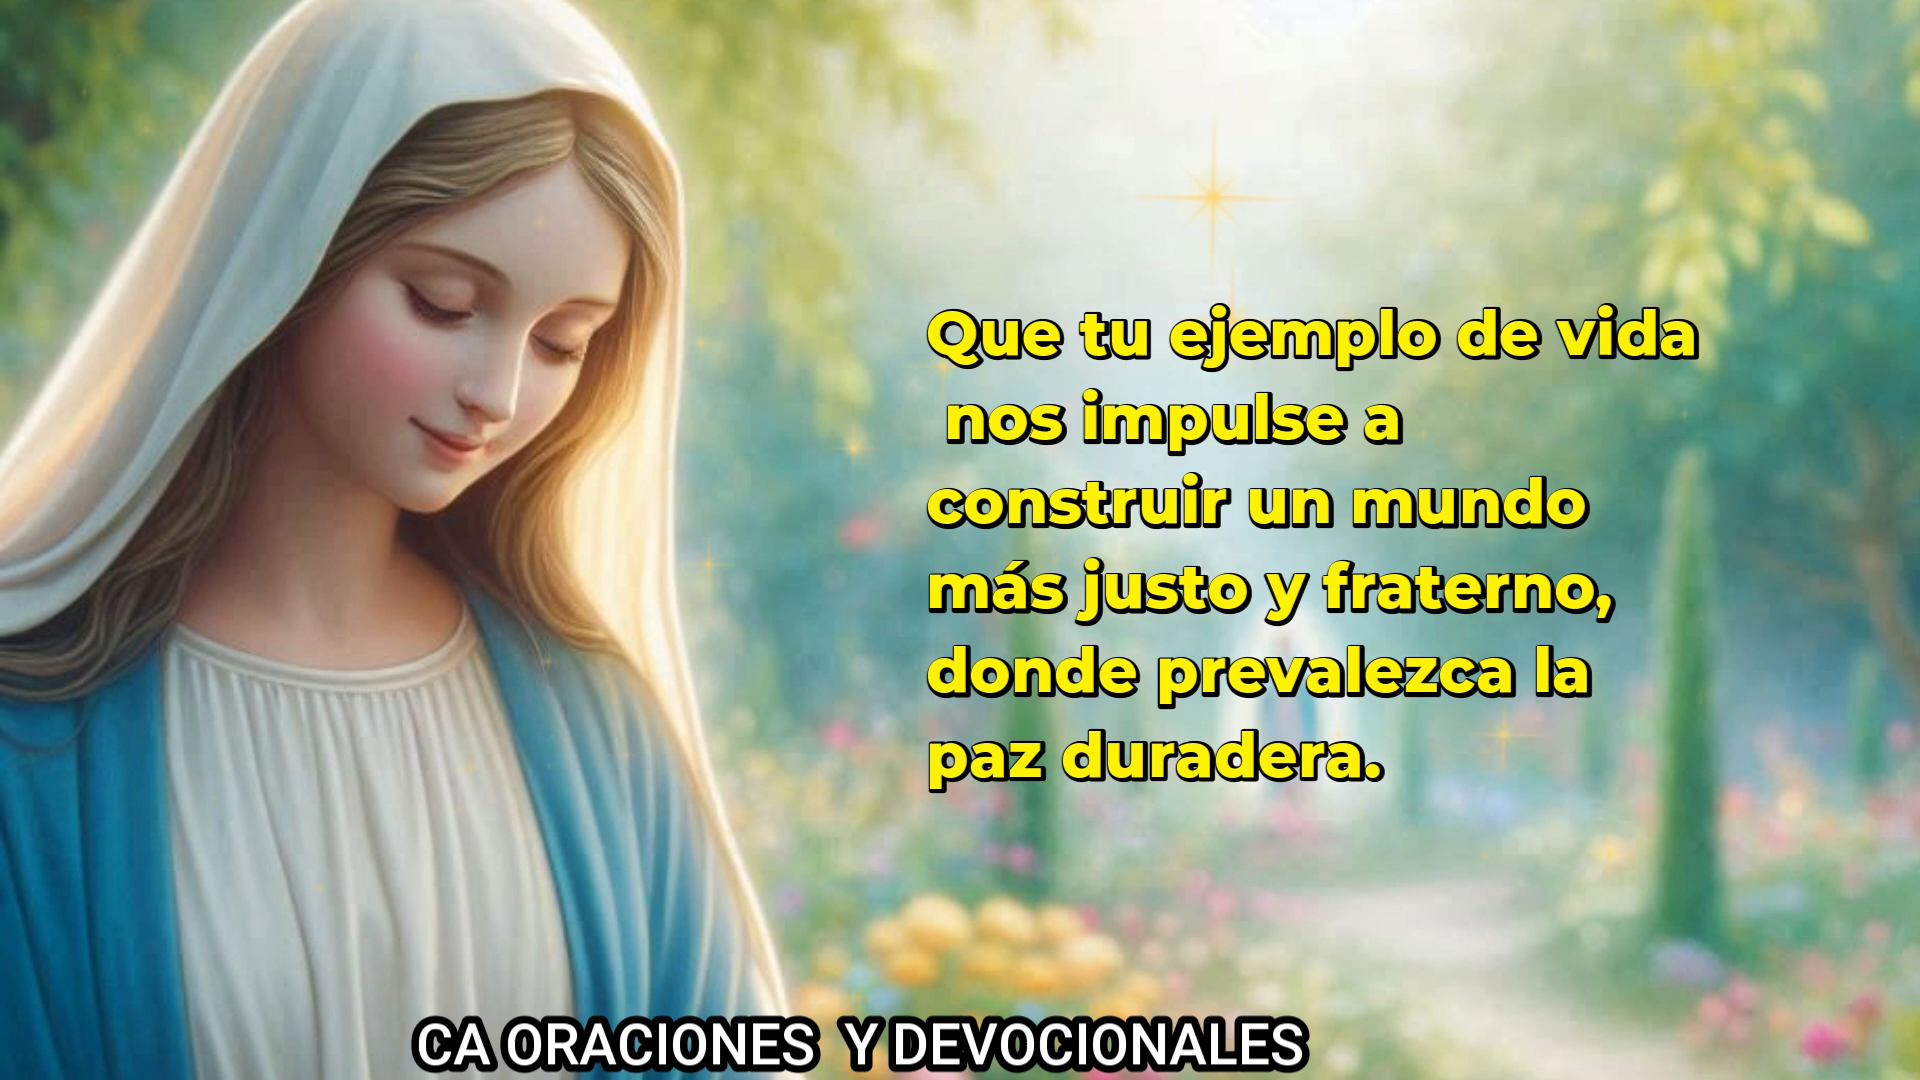 Que tu ejemplo de vida
nos impulse a
construir un mundo
más justo y fraterno,
donde prevalezca la
paz duradera.
CA ORACIONES Y DEVOCIONALES